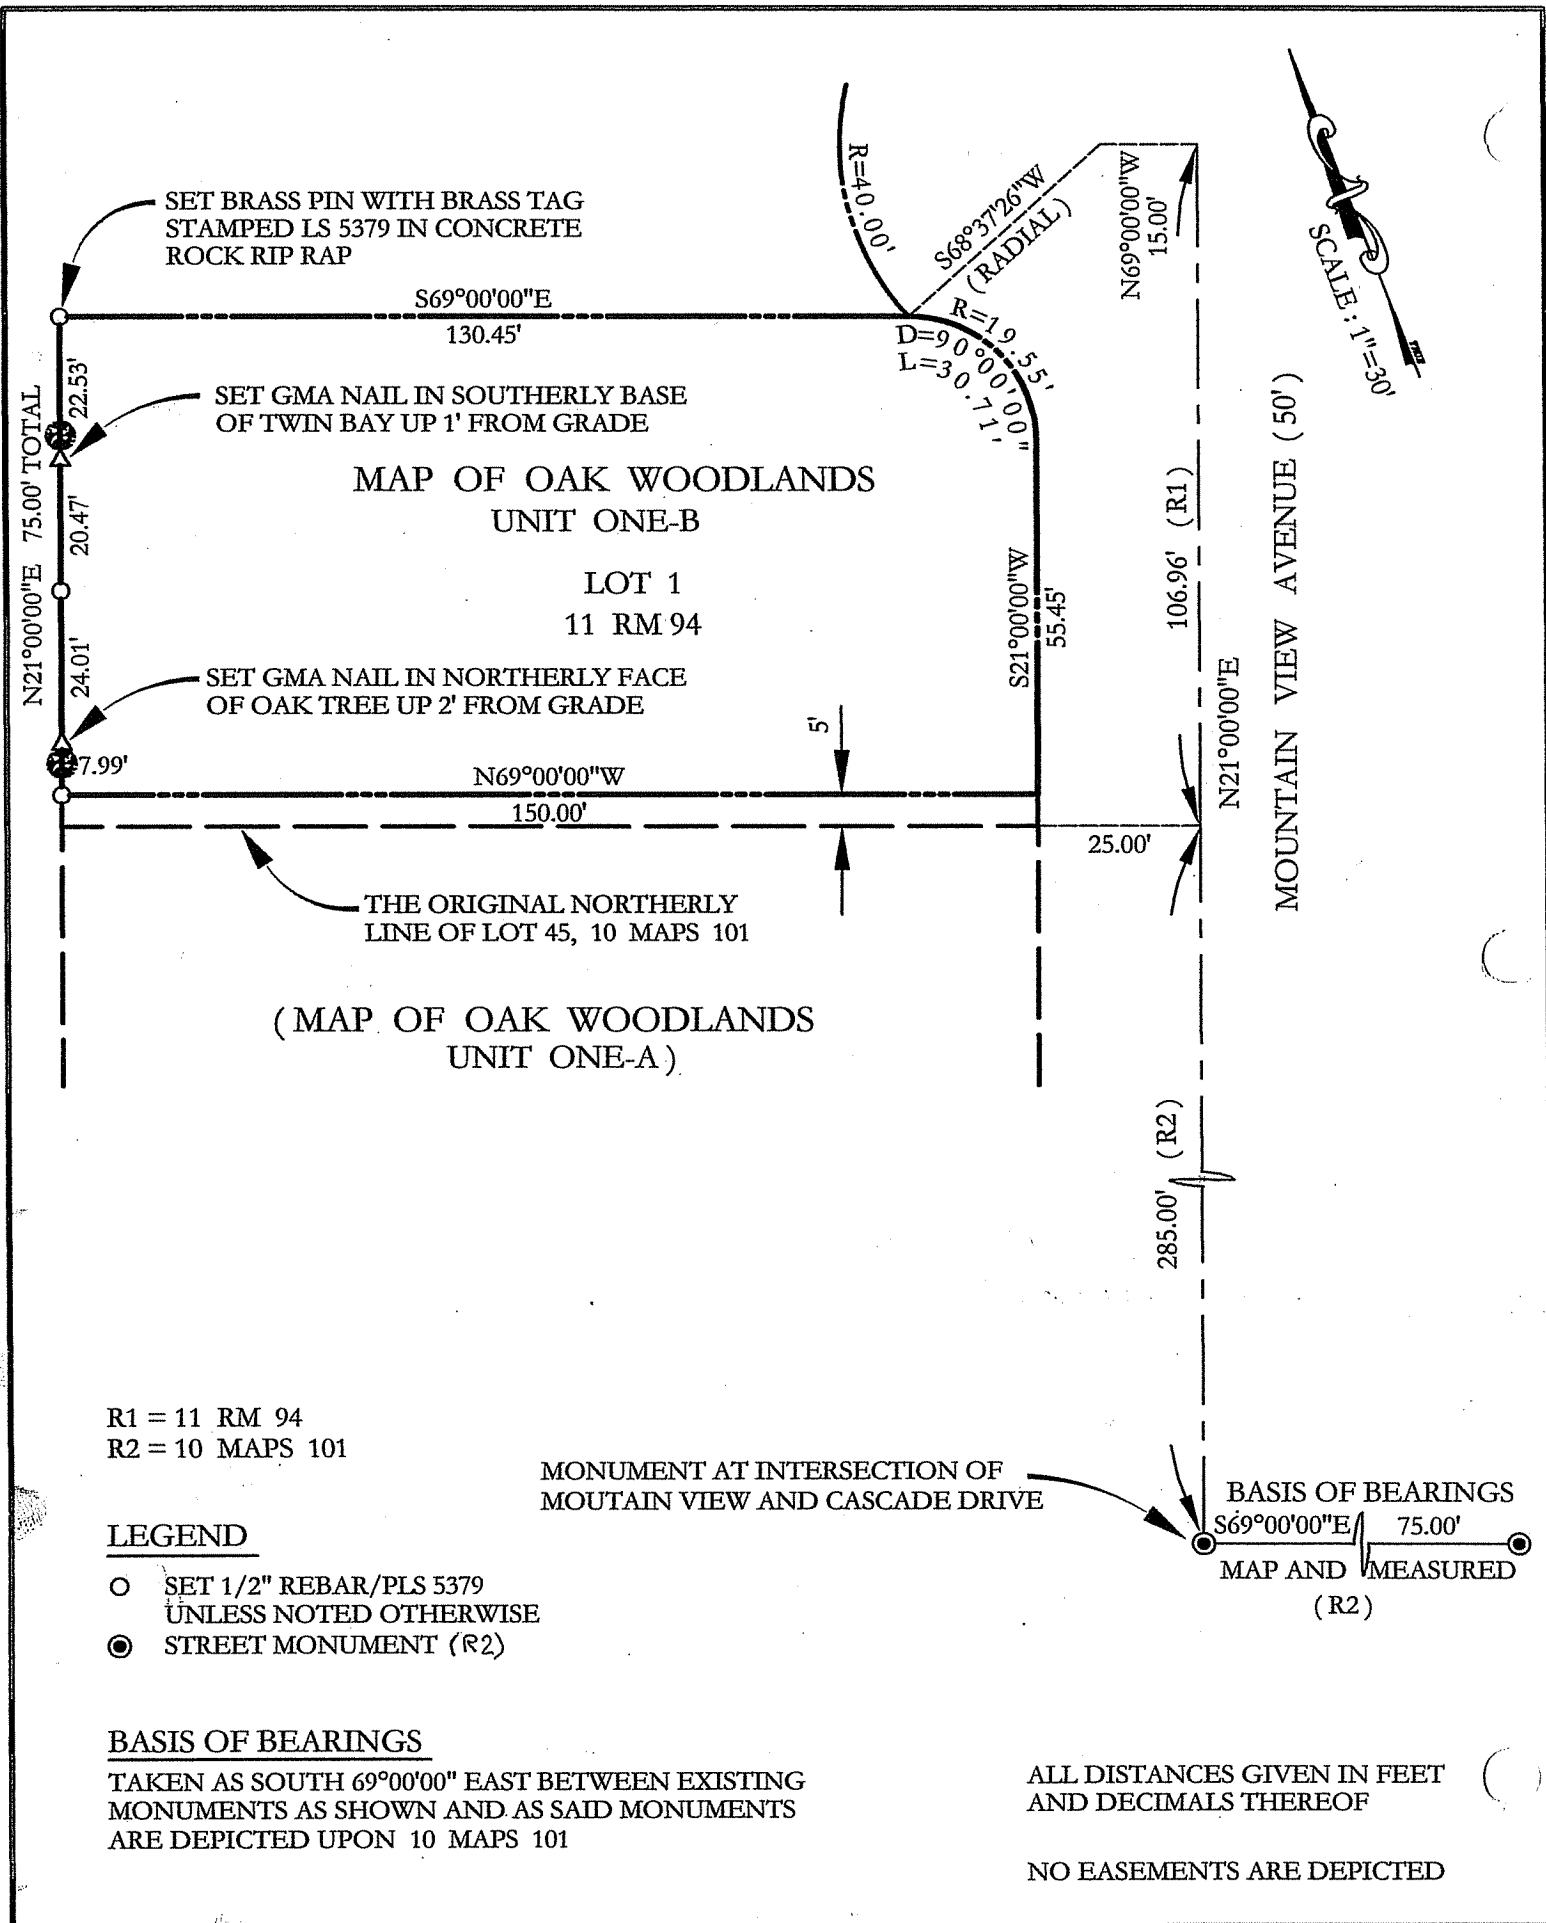 SET BRASS PIN WITH BRASS TAG
STAMPED LS 5379 IN CONCRETE
ROCK RIP RAP
R=40.00'
S68°37'26"W
(RADIAL)
N69°00'00"W
15.00'
SCALE: 1"=30'
S69°00'00"E
130.45'
R=19.55'
D=90°00'00"
L=30.71'
N21°00'00"E 75.00' TOTAL
22.53'
20.47'
24.01'
7.99'
SET GMA NAIL IN SOUTHERLY BASE
OF TWIN BAY UP 1' FROM GRADE
MAP OF OAK WOODLANDS
UNIT ONE-B
LOT 1
11 RM 94
SET GMA NAIL IN NORTHERLY FACE
OF OAK TREE UP 2' FROM GRADE
S21°00'00"W
55.45'
106.96' (R1)
N21°00'00"E
MOUNTAIN VIEW AVENUE (50')
5'
N69°00'00"W
150.00'
25.00'
THE ORIGINAL NORTHERLY
LINE OF LOT 45, 10 MAPS 101
(MAP OF OAK WOODLANDS
UNIT ONE-A)
285.00' (R2)
R1 = 11 RM 94
R2 = 10 MAPS 101
MONUMENT AT INTERSECTION OF
MOUTAIN VIEW AND CASCADE DRIVE
BASIS OF BEARINGS
S69°00'00"E 75.00'
MAP AND MEASURED
(R2)
LEGEND
SET 1/2" REBAR/PLS 5379
UNLESS NOTED OTHERWISE
STREET MONUMENT (R2)
BASIS OF BEARINGS
TAKEN AS SOUTH 69°00'00" EAST BETWEEN EXISTING
MONUMENTS AS SHOWN AND AS SAID MONUMENTS
ARE DEPICTED UPON 10 MAPS 101
ALL DISTANCES GIVEN IN FEET
AND DECIMALS THEREOF
NO EASEMENTS ARE DEPICTED